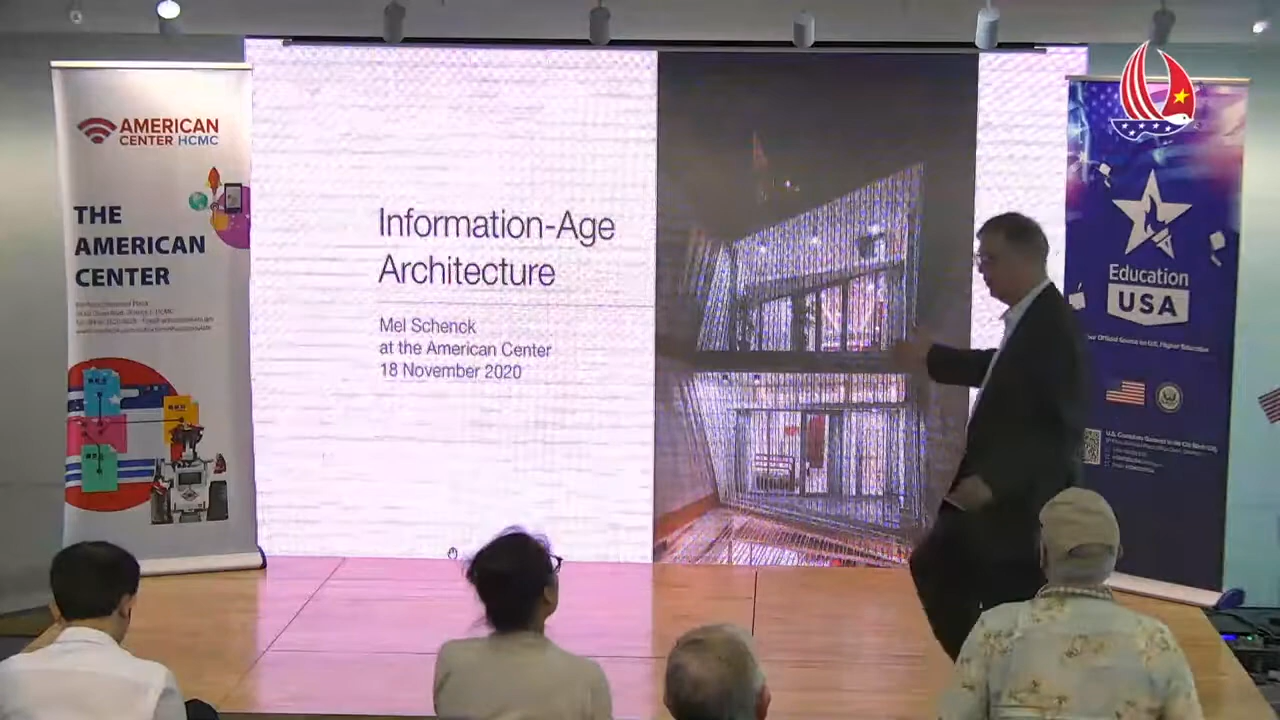 AMERICAN
CENTER HCMC
THE
AMERICAN
CENTER
Information-Age
Architecture
Mel Schenck
at the American Center
18 November 2020
Education
USA